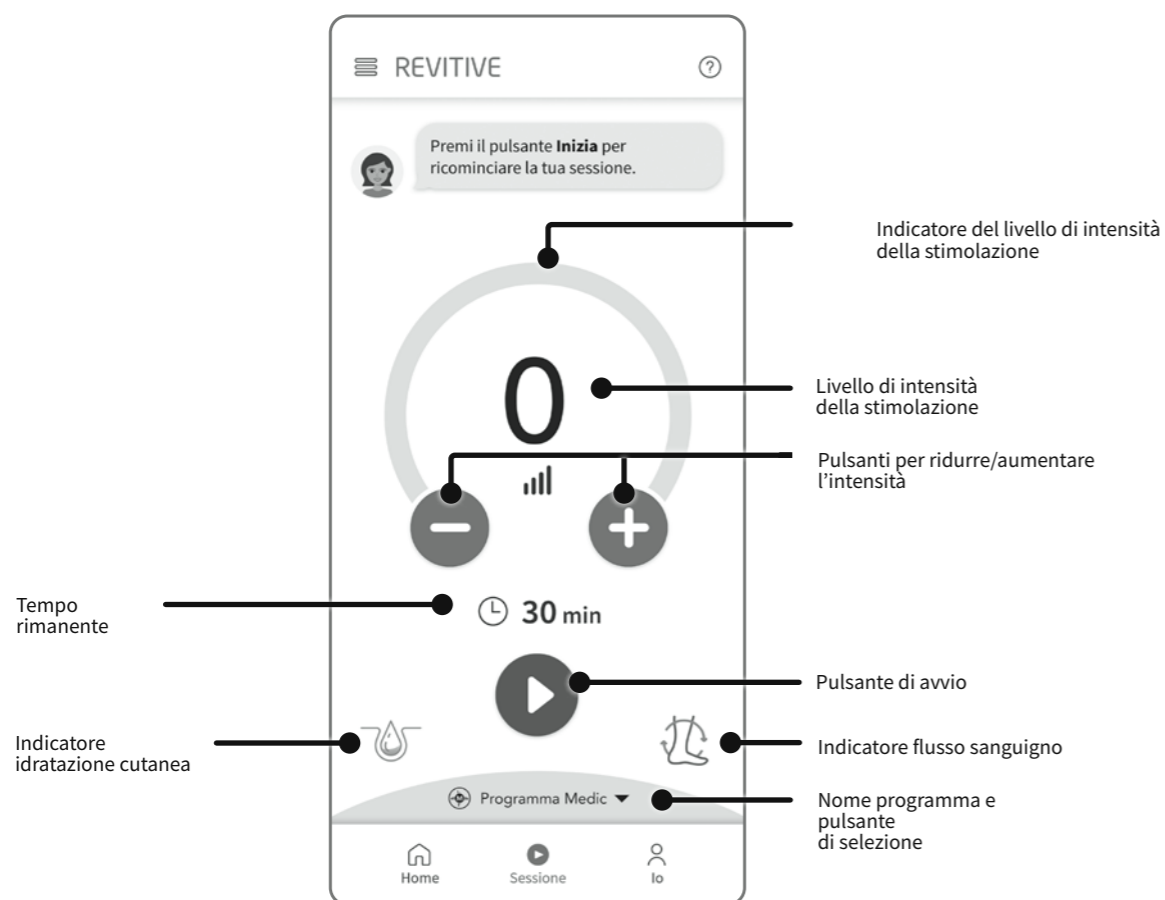 REVITIVE
?
Premi il pulsante Inizia per
ricominciare la tua sessione.
Indicatore del livello di intensità
della stimolazione
0
Livello di intensità
della stimolazione
Pulsanti per ridurre/aumentare
l’intensità
Tempo
rimanente
30 min
Pulsante di avvio
Indicatore
idratazione cutanea
Indicatore flusso sanguigno
Programma Medic
Nome programma e
pulsante
di selezione
Home
Sessione
Io